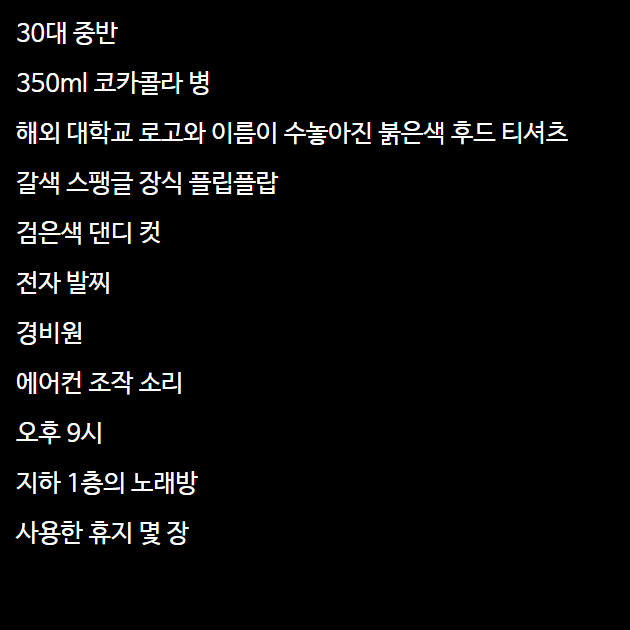 30대 중반
350ml 코카콜라 병
해외 대학교 로고와 이름이 수놓아진 붉은색 후드 티셔츠
갈색 스팽글 장식 플립플랍
검은색 댄디 컷
전자 발찌
경비원
에어컨 조작 소리
오후 9시
지하 1층의 노래방
사용한 휴지 몇 장